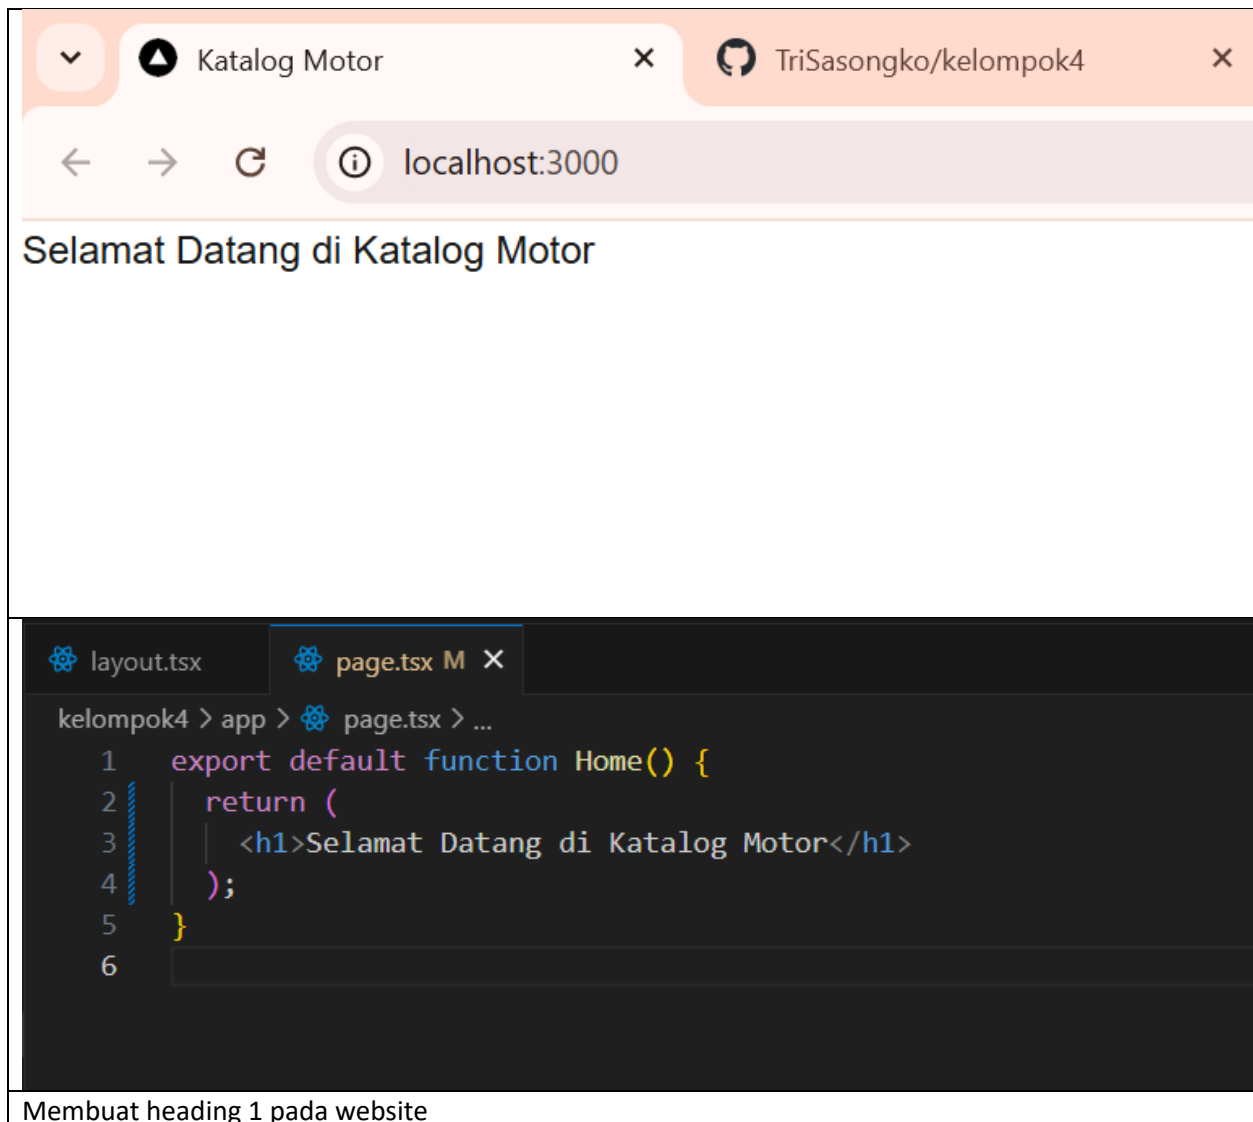 Katalog Motor
TriSasongko/kelompok4
localhost:3000
Selamat Datang di Katalog Motor
layout.tsx
page.tsx M
kelompok4 > app > page.tsx > ...
1 export default function Home() {
2 return (
3 <h1>Selamat Datang di Katalog Motor</h1>
4 );
5 }
6
Membuat heading 1 pada website